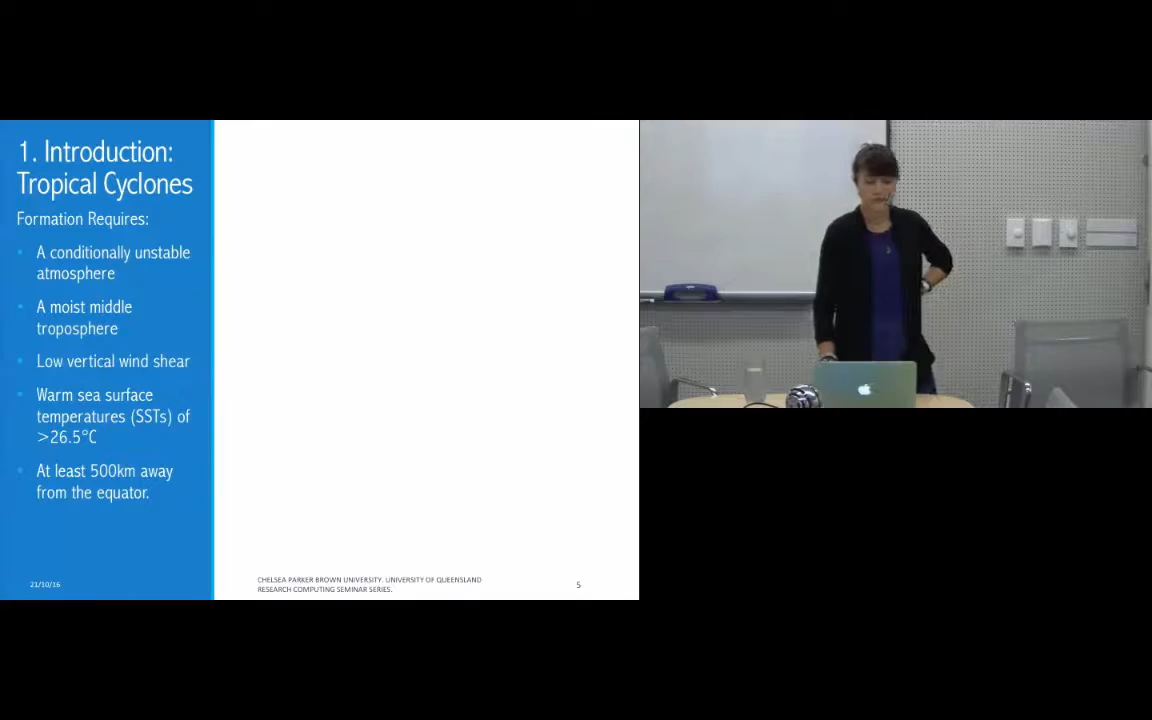 1. Introduction:
Tropical Cyclones
Formation Requires:
A conditionally unstable
atmosphere
A moist middle
troposphere
Low vertical wind shear
Warm sea surface
temperatures (SSTs) of
>26.5°C
At least 500km away
from the equator.
21/10/16
CHELSEA PARKER BROWN UNIVERSITY. UNIVERSITY OF QUEENSLAND
RESEARCH COMPUTING SEMINAR SERIES.
5